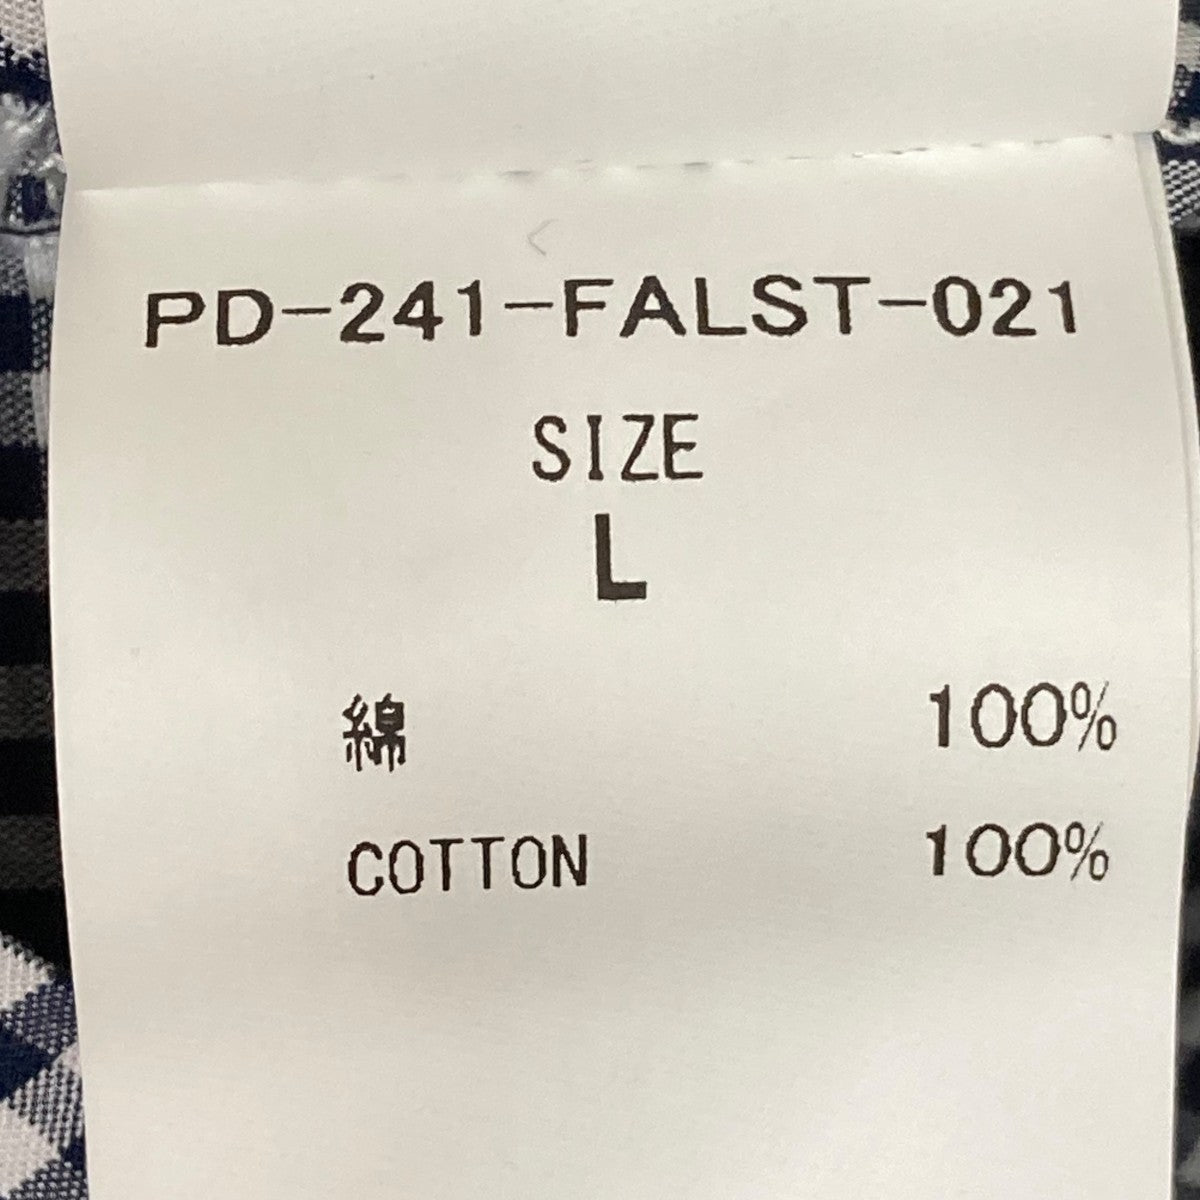 PD-241-FALST-021
SIZE
L
綿 100%
COTTON 100%